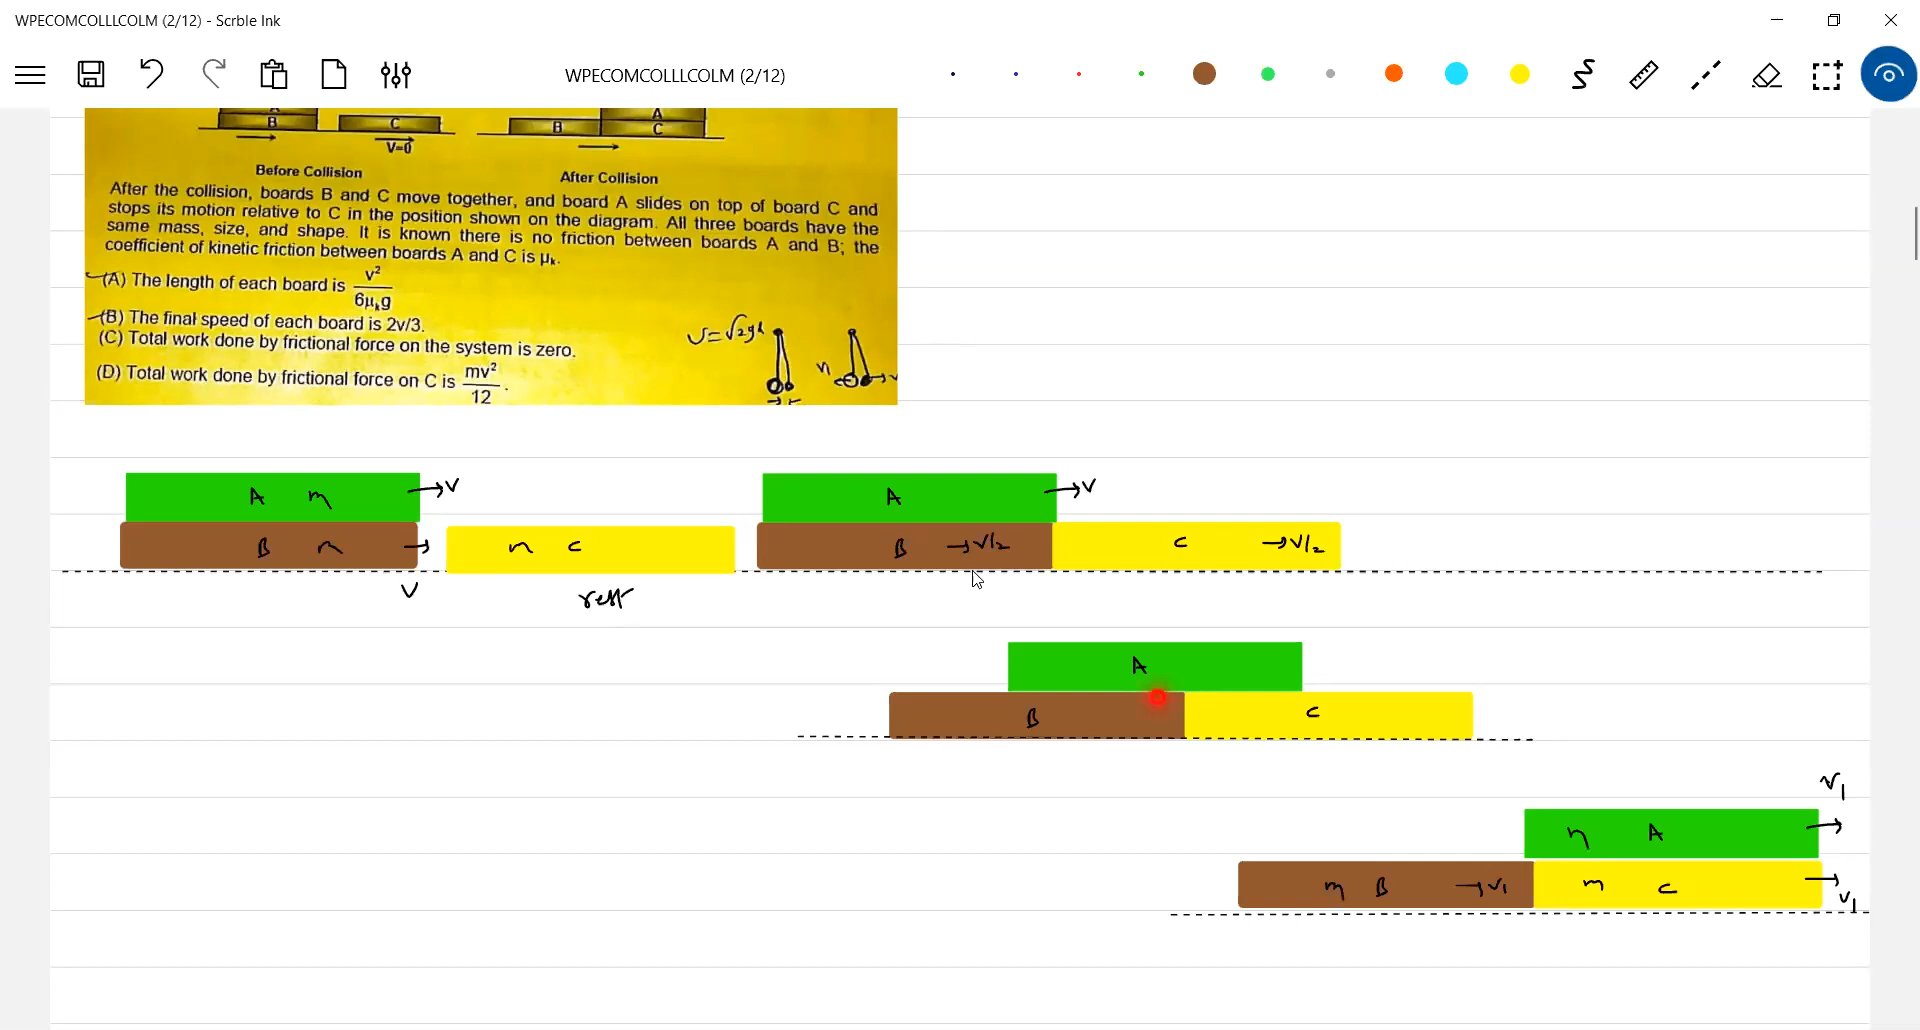 WPECOMCOLLLCOLM (2/12) - Scrble Ink
WPECOMCOLLLCOLM (2/12)
B C B A
C
V=0
Before Collision After Collision
After the collision, boards B and C move together, and board A slides on top of board C and
stops its motion relative to C in the position shown on the diagram. All three boards have the
same mass, size, and shape. It is known there is no friction between boards A and B; the
coefficient of kinetic friction between boards A and C is μk.
(A) The length of each board is v²/6μkg
(B) The final speed of each board is 2v/3.
(C) Total work done by frictional force on the system is zero.
(D) Total work done by frictional force on C is mv²/12.
A m → v A → v
B m → m C B → v/2 C → v/2
v rest
A
B C
v₁
A
m B → v₁ m C
v₁